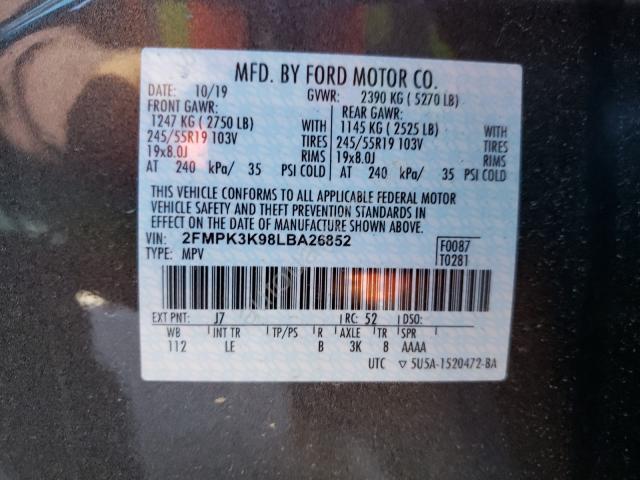 MFD. BY FORD MOTOR CO.
DATE: 10/19 GVWR: 2390 KG ( 5270 LB)
FRONT GAWR: REAR GAWR:
1247 KG ( 2750 LB) WITH 1145 KG ( 2525 LB) WITH
245/55R19 103V TIRES 245/55R19 103V TIRES
19x8.0J RIMS 19x8.0J RIMS
AT 240 kPa/ 35 PSI COLD AT 240 kPa/ 35 PSI COLD
THIS VEHICLE CONFORMS TO ALL APPLICABLE FEDERAL MOTOR
VEHICLE SAFETY AND THEFT PREVENTION STANDARDS IN
EFFECT ON THE DATE OF MANUFACTURE SHOWN ABOVE.
VIN: 2FMPK3K98LBA26852 F0087
TYPE: MPV T0281
EXT PNT: J7 RC: 52 DSO:
WB INT TR TP/PS R AXLE TR SPR
112 LE B 3K 8 AAAA
UTC ▽ 5U5A-1520472-BA